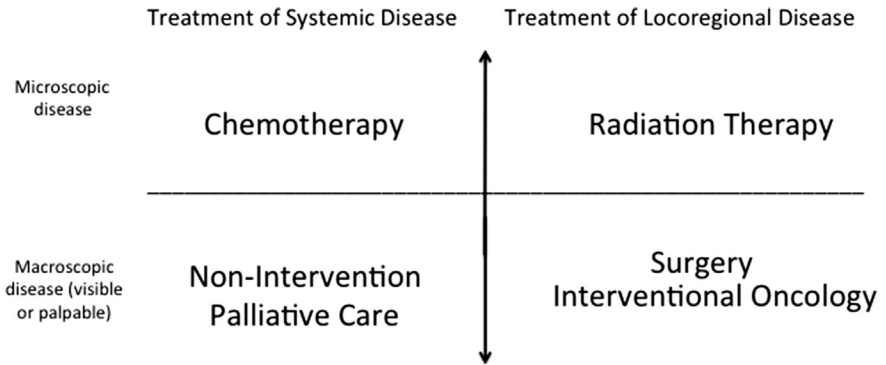 Treatment of Systemic Disease
Treatment of Locoregional Disease
Microscopic
disease
Chemotherapy
Radiation Therapy
Macroscopic
disease (visible
or palpable)
Non-Intervention
Palliative Care
Surgery
Interventional Oncology